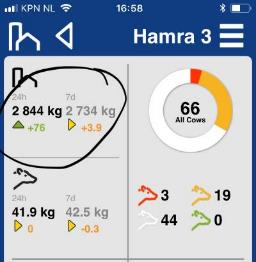 KPN NL 16:58
Hamra 3
24h 7d
2 844 kg 2 734 kg
+76 +3.9
24h 7d
41.9 kg 42.5 kg
0 -0.3
66
All Cows
3 19
44 0